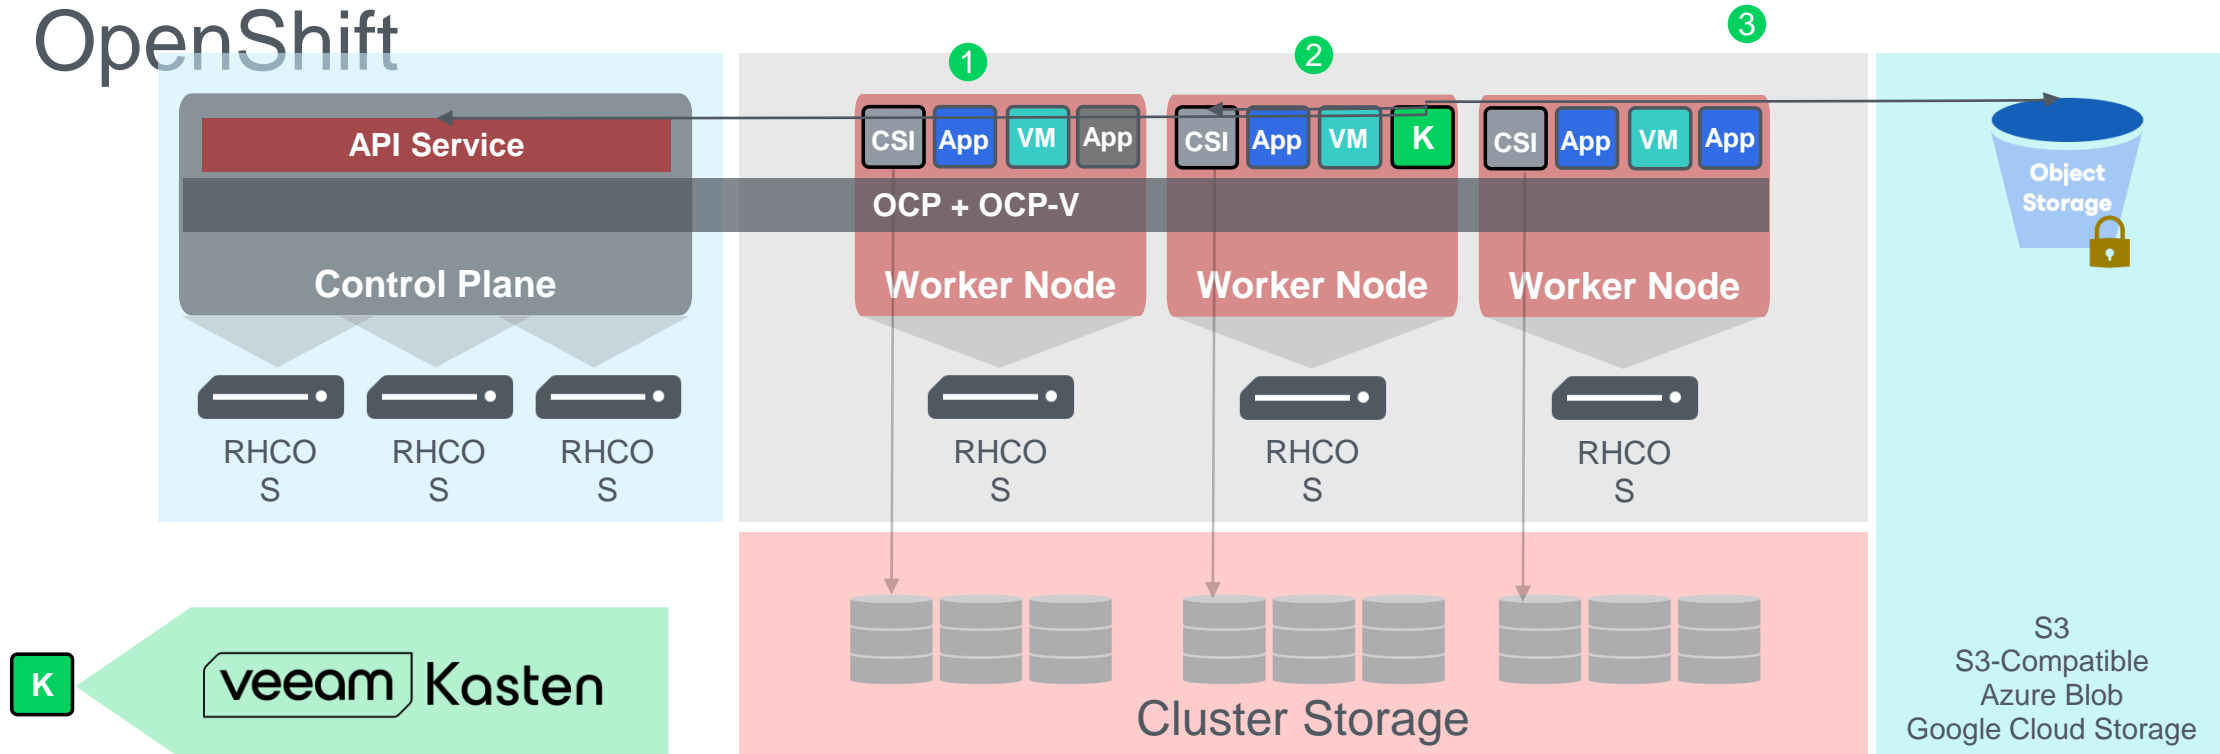 OpenShift
1
2
3
API Service
CSI
App
VM
App
CSI
App
VM
K
CSI
App
VM
App
OCP + OCP-V
Control Plane
Worker Node
Worker Node
Worker Node
Object
Storage
RHCO
S
RHCO
S
RHCO
S
RHCO
S
RHCO
S
RHCO
S
K
veeam Kasten
Cluster Storage
S3
S3-Compatible
Azure Blob
Google Cloud Storage